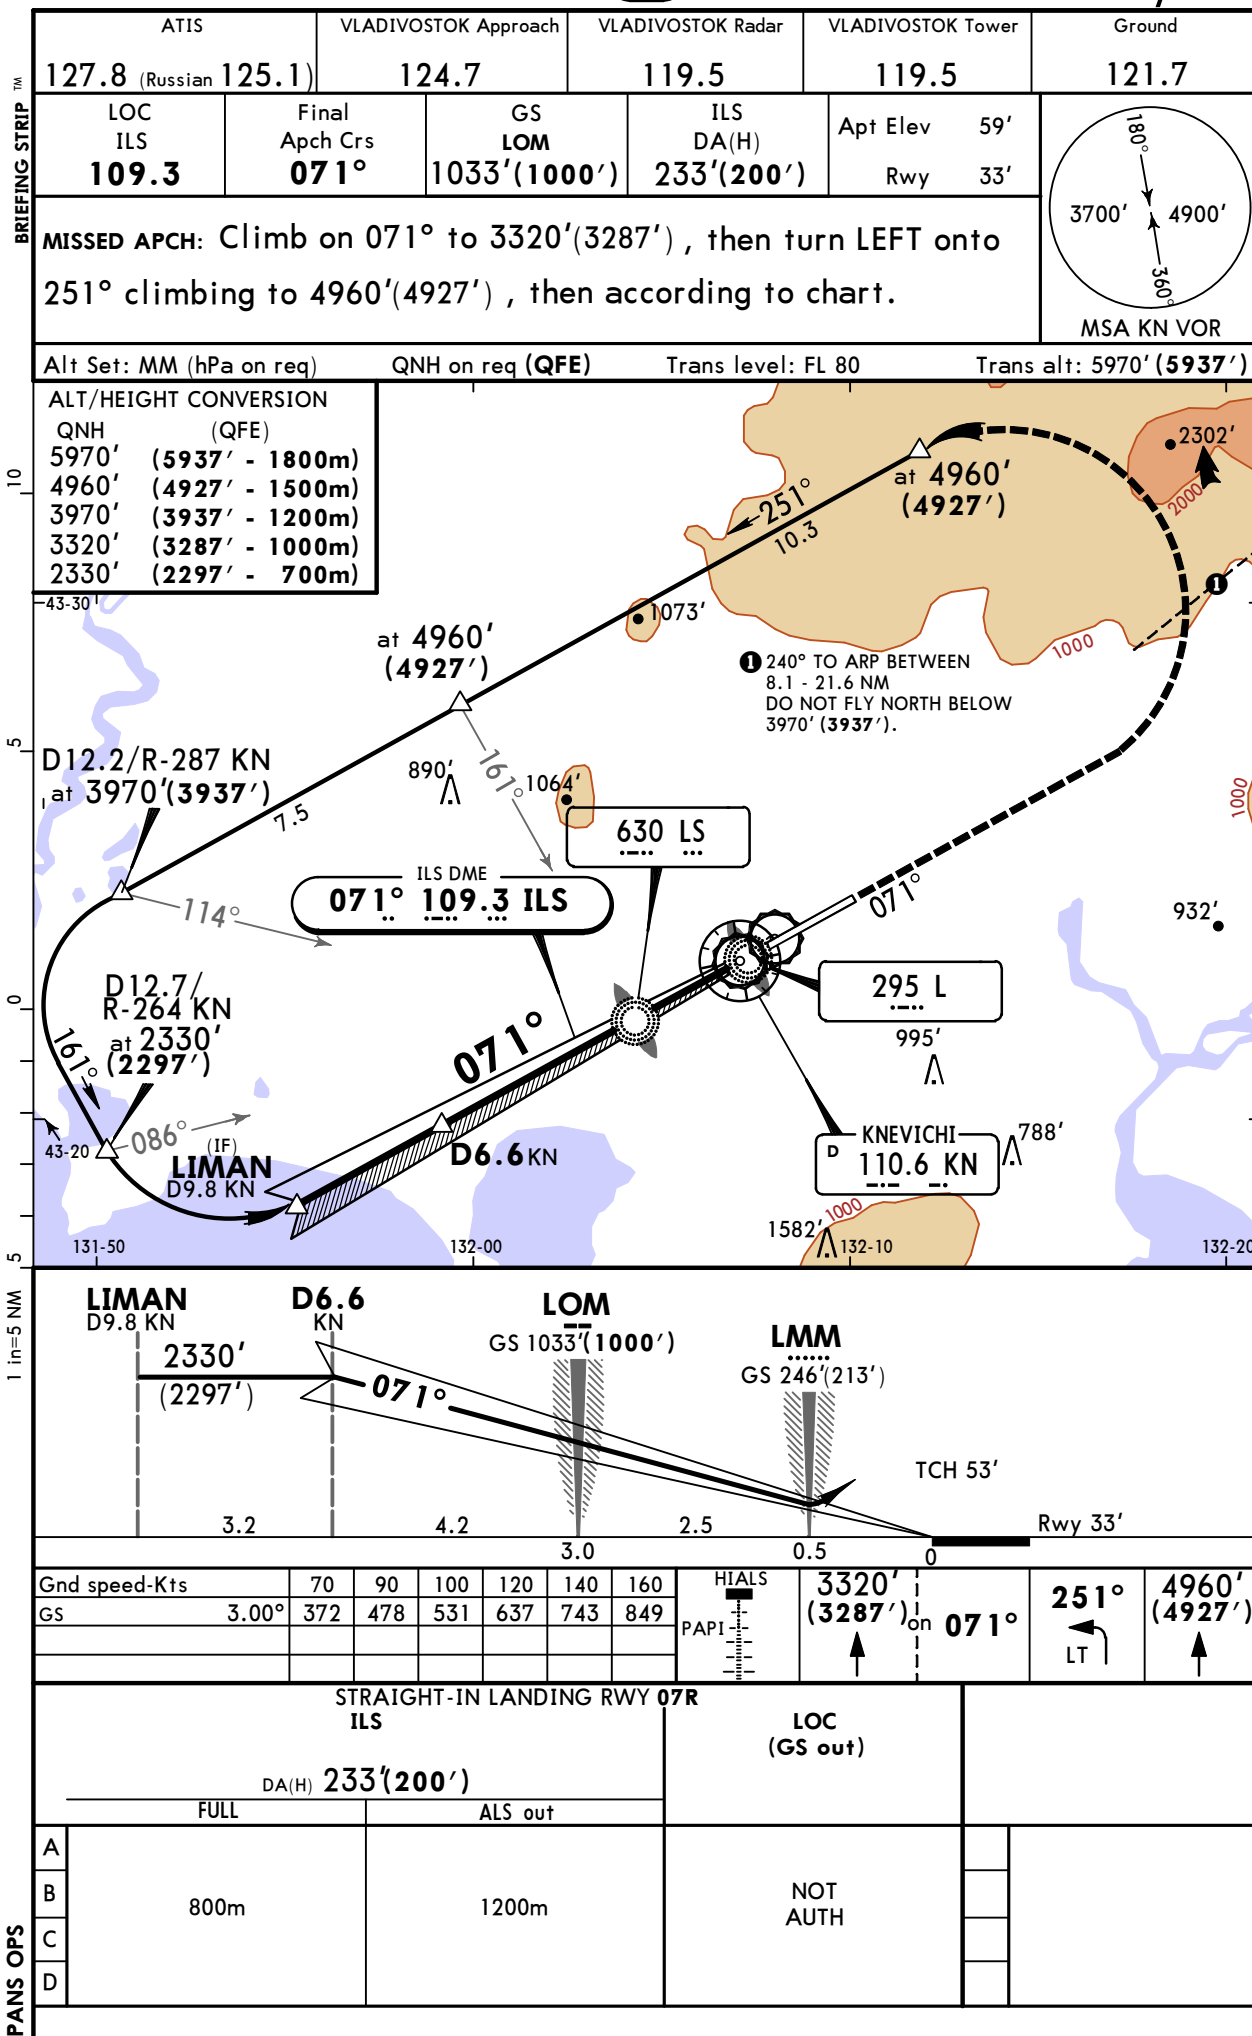 ATIS
127.8 (Russian 125.1)
VLADIVOSTOK Approach
124.7
VLADIVOSTOK Radar
119.5
VLADIVOSTOK Tower
119.5
Ground
121.7
BRIEFING STRIP TM
LOC
ILS
109.3
Final
Apch Crs
071°
GS
LOM
1033'(1000')
ILS
DA(H)
233'(200')
Apt Elev 59'
Rwy 33'
180°
3700' 4900'
360°
MSA KN VOR
MISSED APCH: Climb on 071° to 3320'(3287') , then turn LEFT onto
251° climbing to 4960'(4927') , then according to chart.
Alt Set: MM (hPa on req) QNH on req (QFE) Trans level: FL 80 Trans alt: 5970' (5937')
ALT/HEIGHT CONVERSION
QNH (QFE)
5970' (5937' - 1800m)
4960' (4927' - 1500m)
3970' (3937' - 1200m)
3320' (3287' - 1000m)
2330' (2297' - 700m)
10
5
0
5
1 in=5 NM
43-30
43-20
131-50
132-00
132-10
132-20
2302'
2000
at 4960'
(4927')
251°
10.3
1
1073'
1000
at 4960'
(4927')
1 240° TO ARP BETWEEN
8.1 - 21.6 NM
DO NOT FLY NORTH BELOW
3970' (3937').
D12.2/R-287 KN
at 3970'(3937')
7.5
161°
890'
1064'
1000
630 LS
ILS DME
071° 109.3 ILS
071°
932'
114°
D12.7/
R-264 KN
at 2330'
(2297')
161°
086°
071°
295 L
995'
(IF)
LIMAN
D9.8 KN
D6.6 KN
KNEVICHI
D
110.6 KN
788'
1582'
1000
LIMAN
D9.8 KN
D6.6
KN
LOM
GS 1033'(1000')
LMM
GS 246'(213')
2330'
(2297')
071°
TCH 53'
3.2
4.2
2.5
Rwy 33'
3.0
0.5
0
Gnd speed-Kts 70 90 100 120 140 160
GS 3.00° 372 478 531 637 743 849
HIALS
PAPI
3320'
(3287')
on 071°
251°
LT
4960'
(4927')
STRAIGHT-IN LANDING RWY 07R
ILS
DA(H) 233'(200')
FULL
ALS out
LOC
(GS out)
A
B
C
D
800m
1200m
NOT
AUTH
PANS OPS